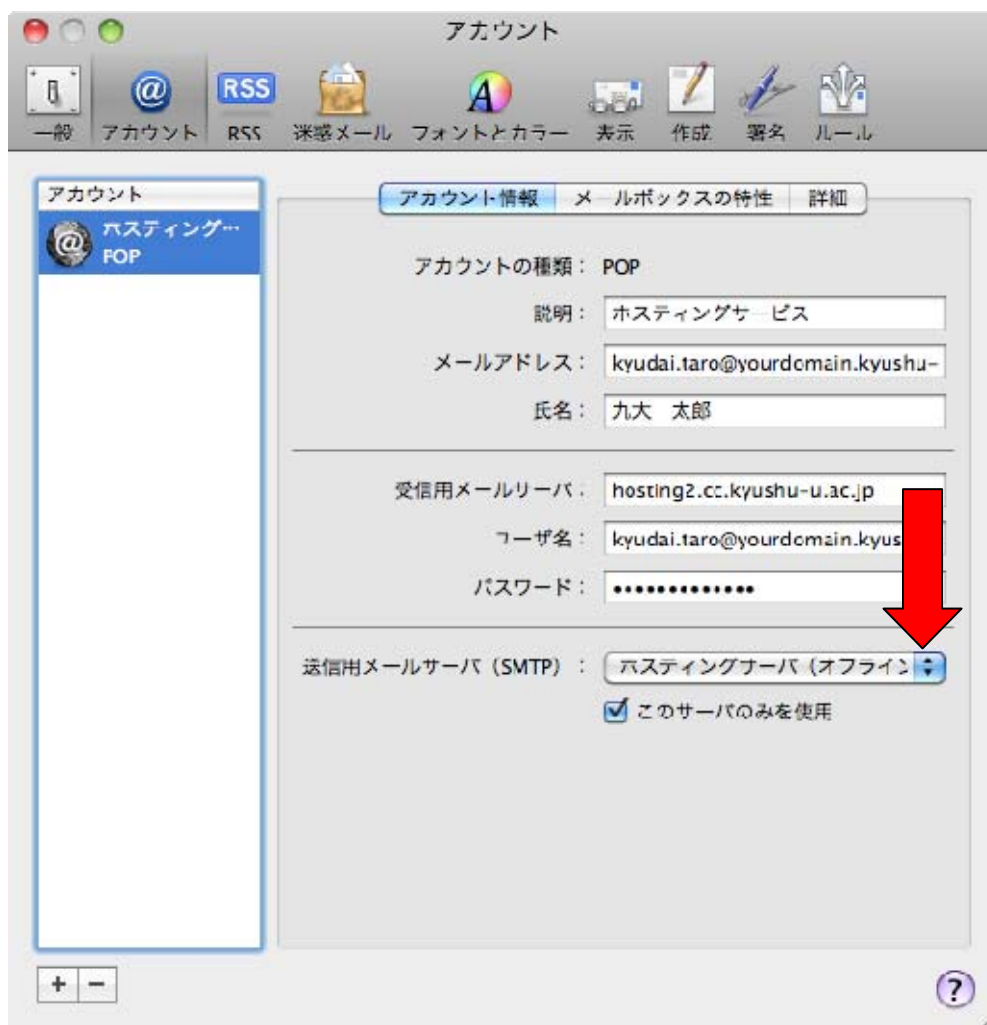 アカウント
RSS
一般 アカウント RSS 迷惑メール フォントとカラー 表示 作成 署名 ルール
アカウント
アカウント情報 メールボックスの特性 詳細
ホスティング…
POP
アカウントの種類： POP
説明： ホスティングサービス
メールアドレス： kyudai.taro@yourdomain.kyushu-
氏名： 九大 太郎
受信用メールサーバ： hosting2.cc.kyushu-u.ac.jp
ユーザ名： kyudai.taro@yourdomain.kyus
パスワード： •••••••••••••
送信用メールサーバ（SMTP）： ホスティングサーバ（オフライン
このサーバのみを使用